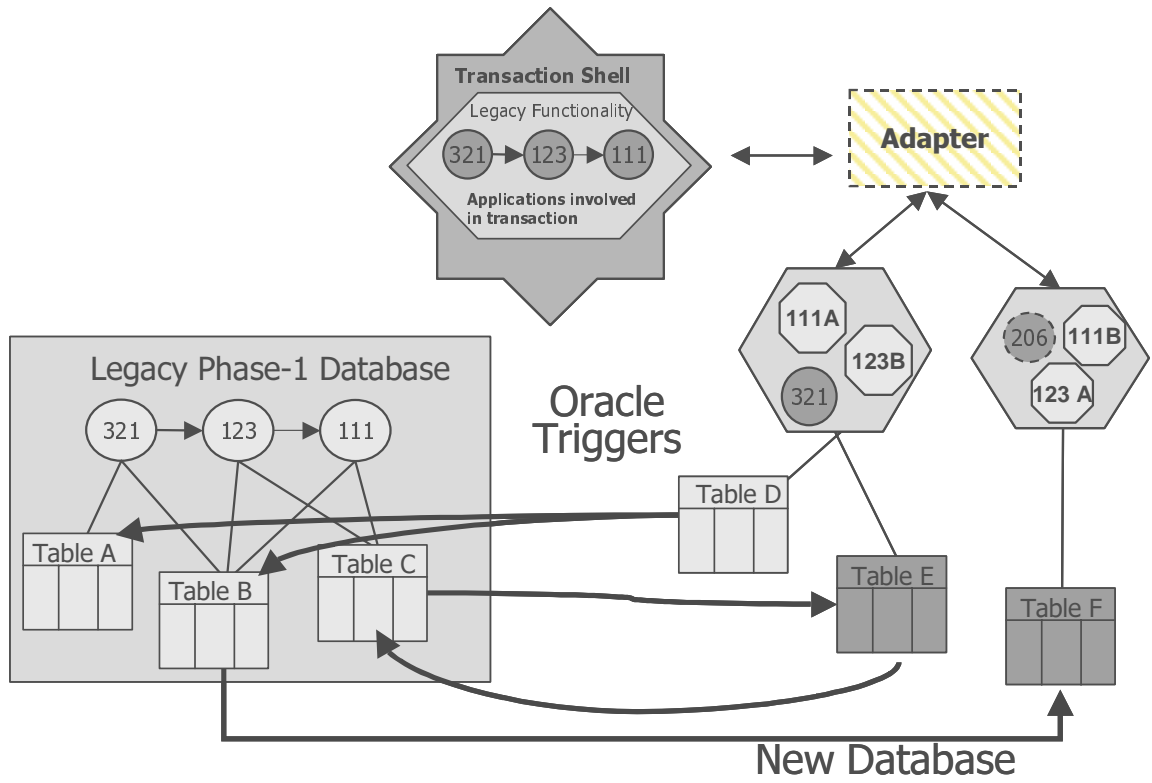 Transaction Shell
Legacy Functionality
321 123 111
Applications involved
in transaction
Adapter
111A
123B
321
206
111B
123 A
Legacy Phase-1 Database
321 123 111
Oracle
Triggers
Table A
Table B
Table C
Table D
Table E
Table F
New Database